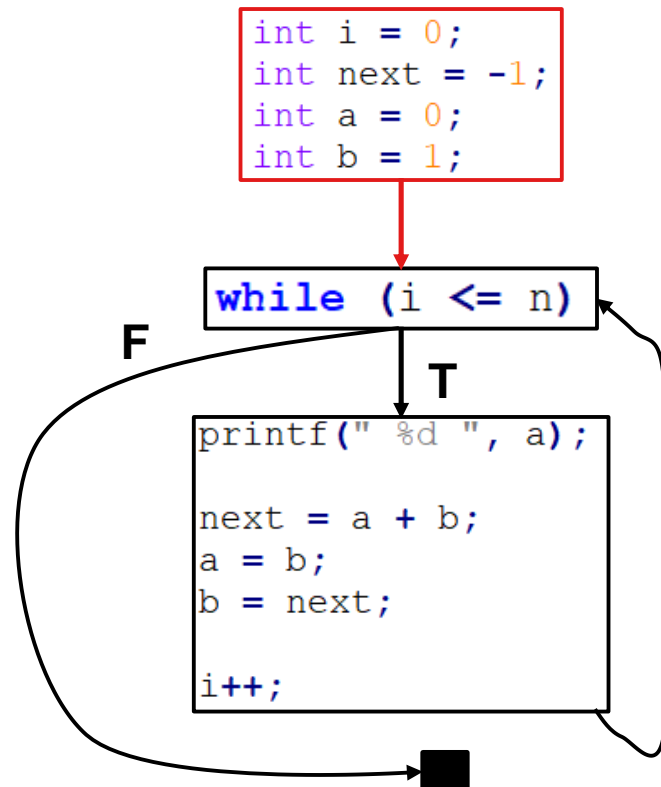 int i = 0;
int next = -1;
int a = 0;
int b = 1;
while (i <= n)
F
T
printf(" %d ", a);
next = a + b;
a = b;
b = next;
i++;